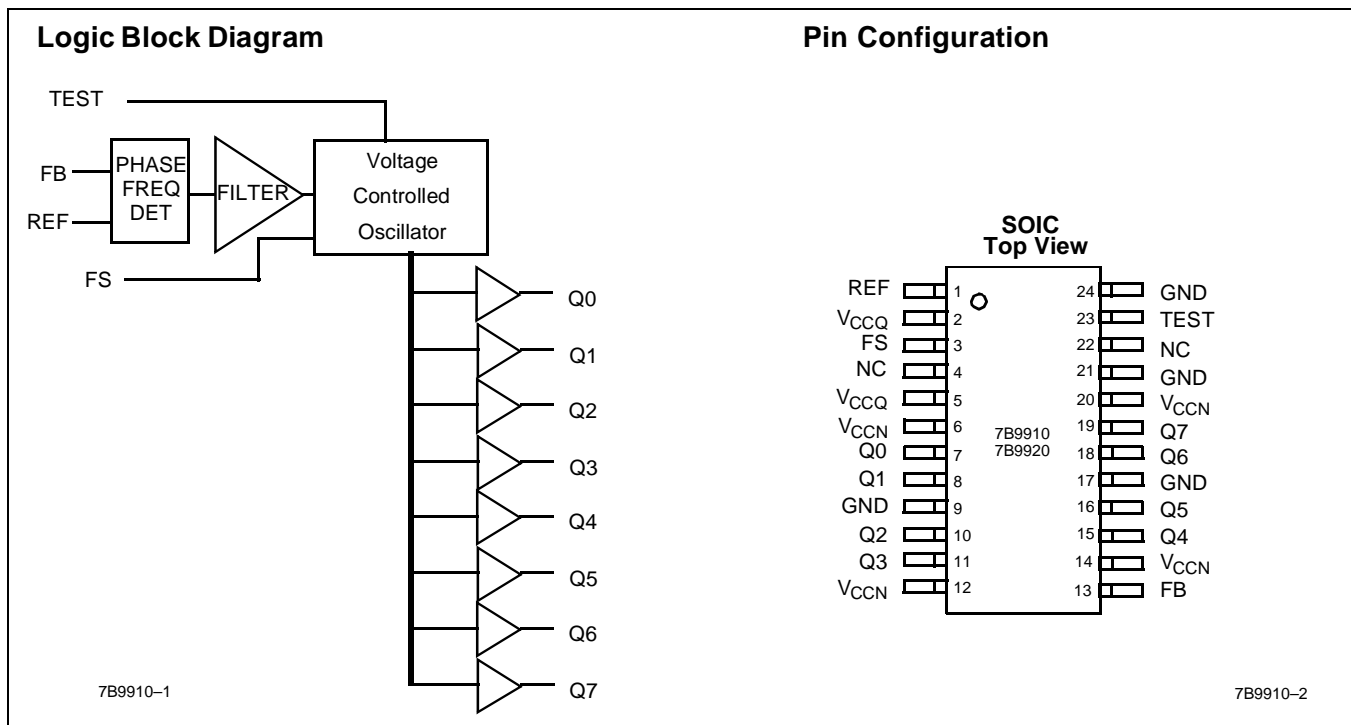 Logic Block Diagram
TEST
FB
REF
PHASE
FREQ
DET
FILTER
Voltage
Controlled
Oscillator
FS
Q0
Q1
Q2
Q3
Q4
Q5
Q6
Q7
7B9910–1
Pin Configuration
SOIC
Top View
REF 1
VCCQ 2
FS 3
NC 4
VCCQ 5
VCCN 6
Q0 7
Q1 8
GND 9
Q2 10
Q3 11
VCCN 12
7B9910
7B9920
24 GND
23 TEST
22 NC
21 GND
20 VCCN
19 Q7
18 Q6
17 GND
16 Q5
15 Q4
14 VCCN
13 FB
7B9910–2